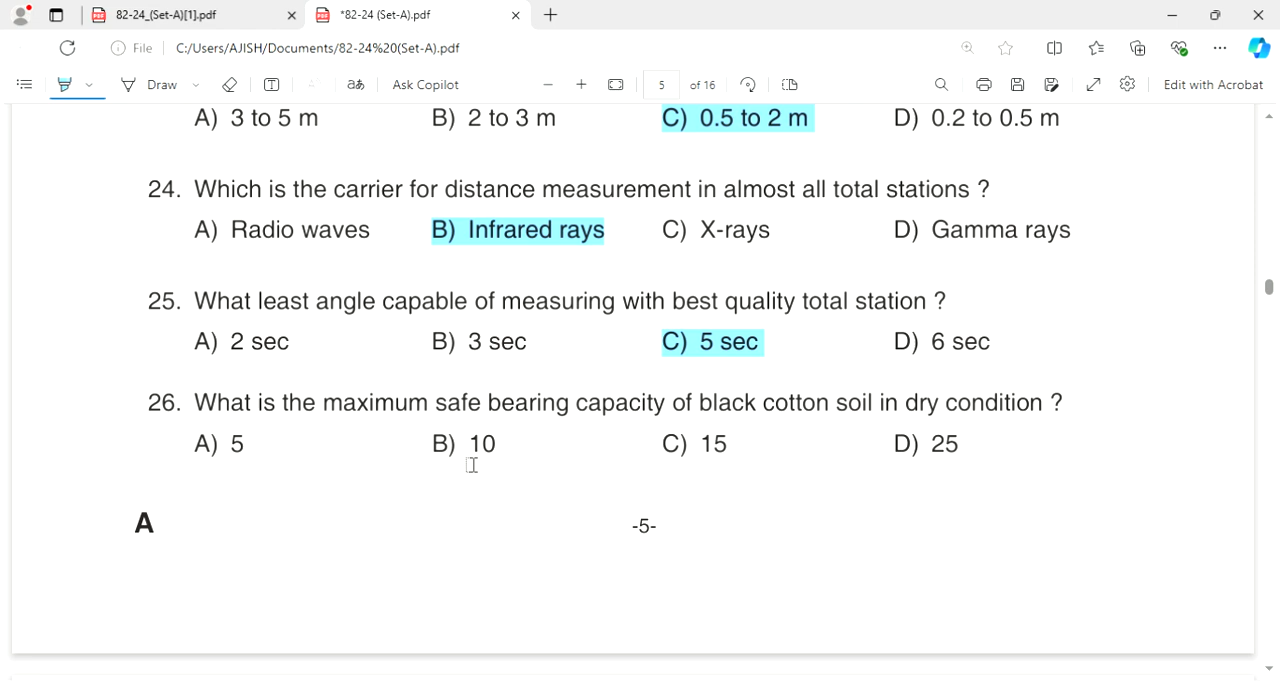 82-24_(Set-A)[1].pdf
*82-24 (Set-A).pdf
File C:/Users/AJISH/Documents/82-24%20(Set-A).pdf
Draw aあ Ask Copilot 5 of 16 Edit with Acrobat
A) 3 to 5 m B) 2 to 3 m C) 0.5 to 2 m D) 0.2 to 0.5 m
24. Which is the carrier for distance measurement in almost all total stations ?
A) Radio waves B) Infrared rays C) X-rays D) Gamma rays
25. What least angle capable of measuring with best quality total station ?
A) 2 sec B) 3 sec C) 5 sec D) 6 sec
26. What is the maximum safe bearing capacity of black cotton soil in dry condition ?
A) 5 B) 10 C) 15 D) 25
A -5-